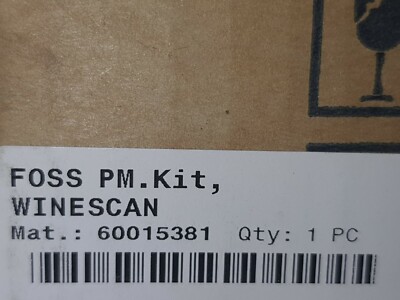 FOSS PM.Kit,
WINESCAN
Mat.: 60015381 Qty: 1 PC